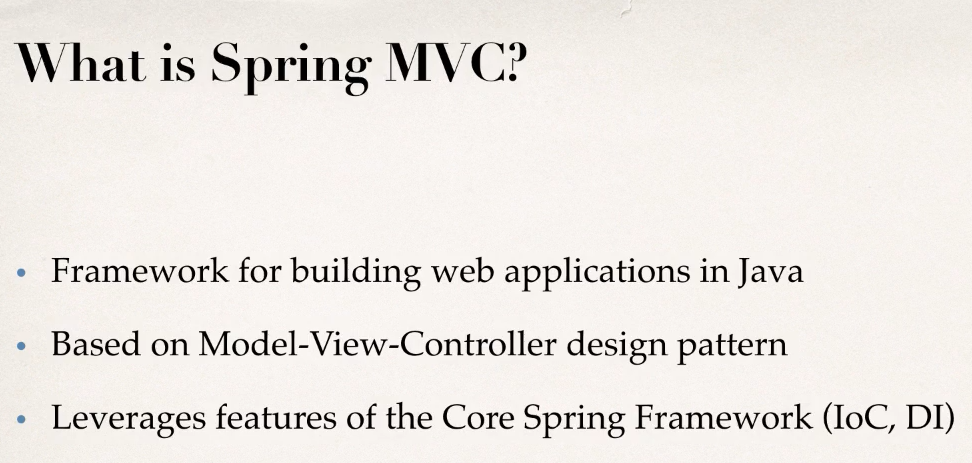 What is Spring MVC?
• Framework for building web applications in Java
• Based on Model-View-Controller design pattern
• Leverages features of the Core Spring Framework (IoC, DI)